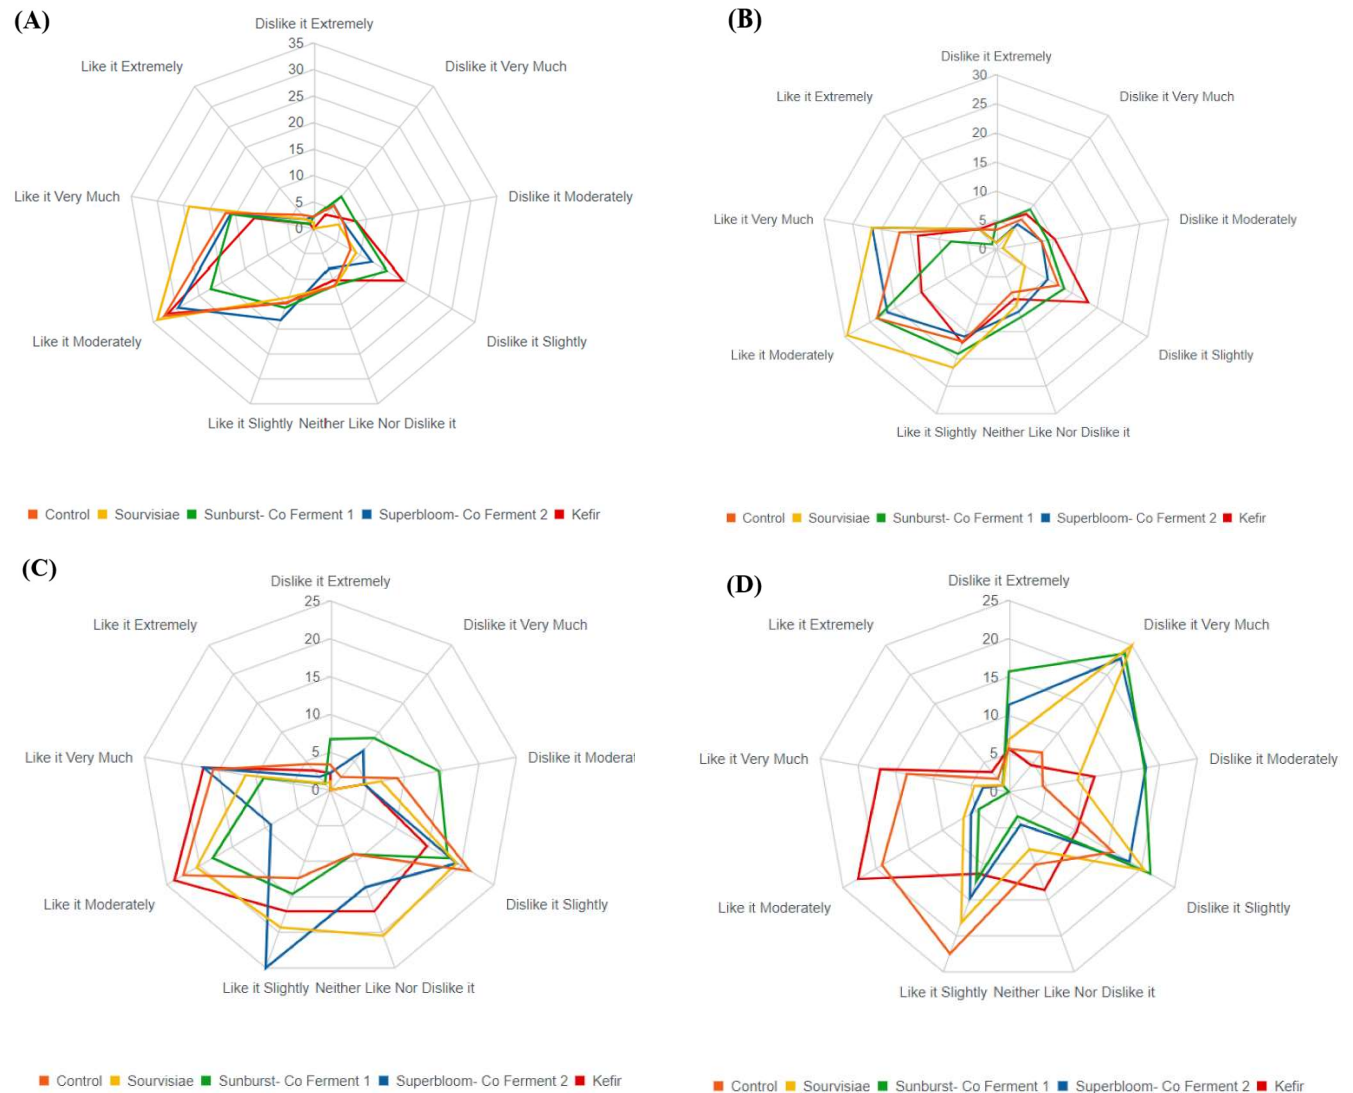 (A)
Dislike it Extremely
35
30
25
20
15
10
5
0
Dislike it Very Much
Dislike it Moderately
Dislike it Slightly
Neither Like Nor Dislike it
Like it Slightly
Like it Moderately
Like it Very Much
Like it Extremely
Control Sourvisiae Sunburst- Co Ferment 1 Superbloom- Co Ferment 2 Kefir
(B)
Dislike it Extremely
30
25
20
15
10
5
0
Dislike it Very Much
Dislike it Moderately
Dislike it Slightly
Neither Like Nor Dislike it
Like it Slightly
Like it Moderately
Like it Very Much
Like it Extremely
Control Sourvisiae Sunburst- Co Ferment 1 Superbloom- Co Ferment 2 Kefir
(C)
Dislike it Extremely
25
20
15
10
5
0
Dislike it Very Much
Dislike it Moderat
Dislike it Slightly
Neither Like Nor Dislike it
Like it Slightly
Like it Moderately
Like it Very Much
Like it Extremely
Control Sourvisiae Sunburst- Co Ferment 1 Superbloom- Co Ferment 2 Kefir
(D)
Dislike it Extremely
25
20
15
10
5
0
Dislike it Very Much
Dislike it Moderately
Dislike it Slightly
Neither Like Nor Dislike it
Like it Slightly
Like it Moderately
Like it Very Much
Like it Extremely
Control Sourvisiae Sunburst- Co Ferment 1 Superbloom- Co Ferment 2 Kefir